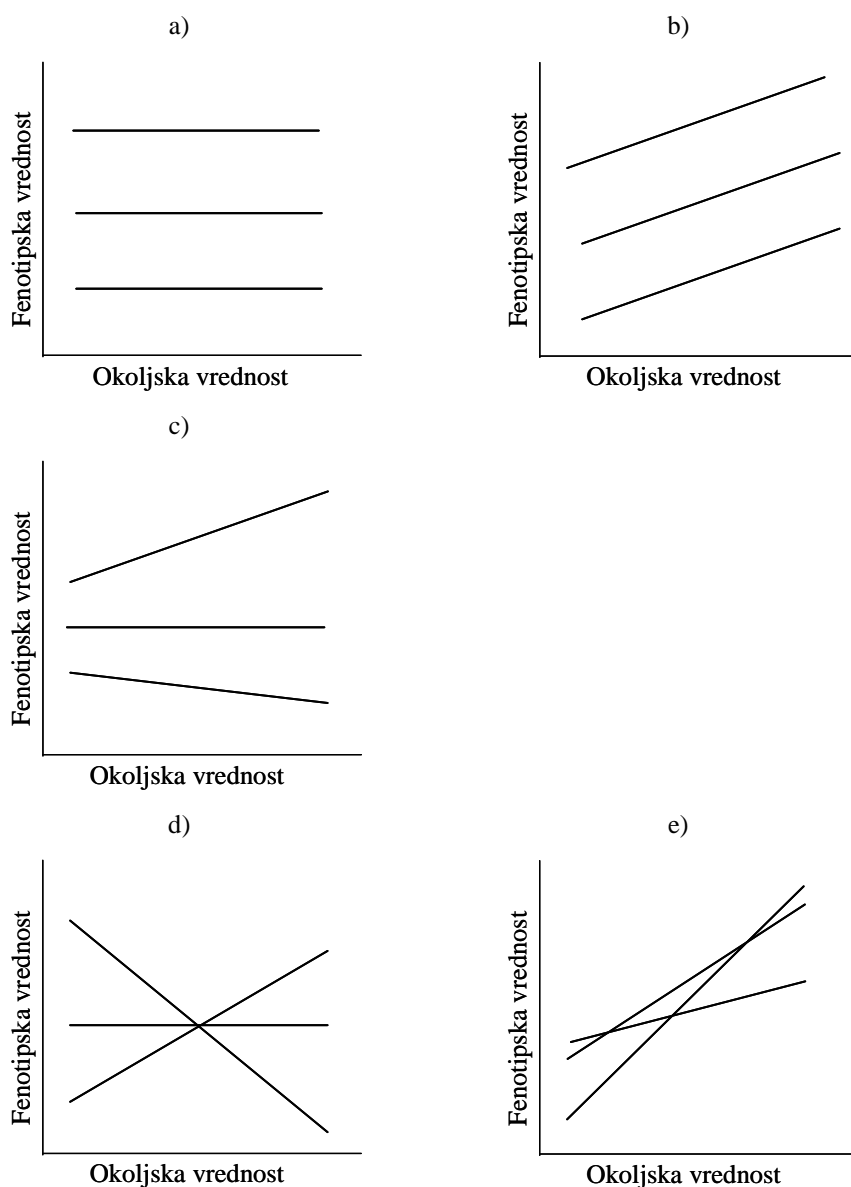 a)
Fenotipska vrednost
Okoljska vrednost
b)
Fenotipska vrednost
Okoljska vrednost
c)
Fenotipska vrednost
Okoljska vrednost
d)
Fenotipska vrednost
Okoljska vrednost
e)
Fenotipska vrednost
Okoljska vrednost